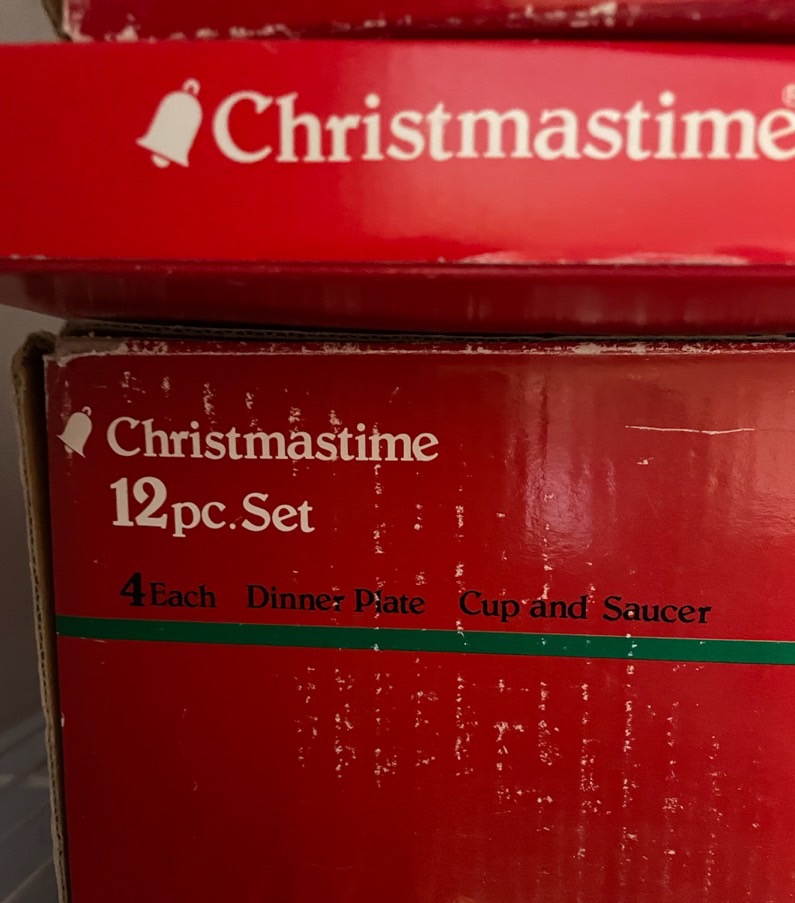 Christmastime®
Christmastime
12pc. Set
4 Each Dinner Plate Cup and Saucer